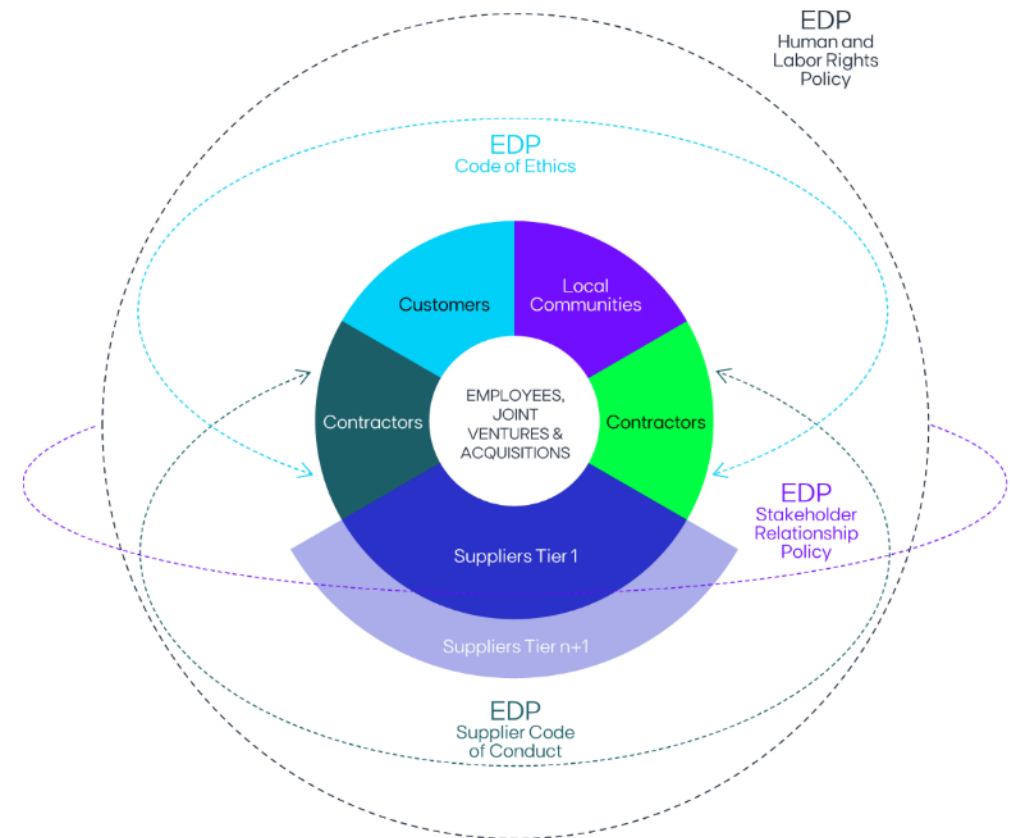 EDP
Human and
Labor Rights
Policy
EDP
Code of Ethics
Customers
Local
Communities
Contractors
EMPLOYEES,
JOINT
VENTURES &
ACQUISITIONS
Contractors
EDP
Stakeholder
Relationship
Policy
Suppliers Tier 1
Suppliers Tier n+1
EDP
Supplier Code
of Conduct